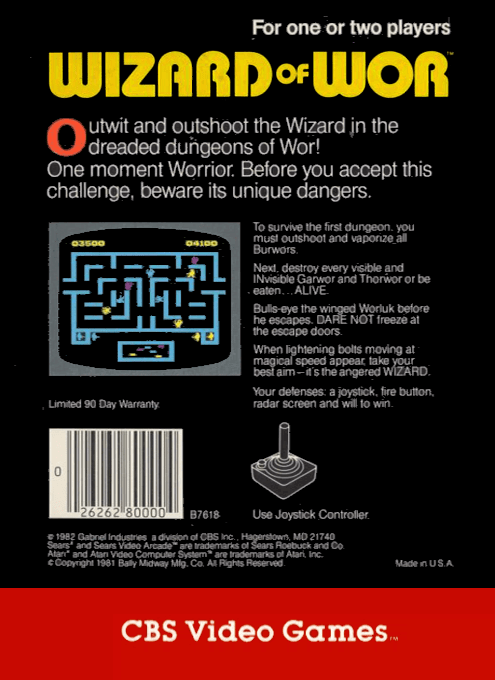 For one or two players
WIZARD OF WOR™
Outwit and outshoot the Wizard in the
dreaded dungeons of Wor!
One moment Worrior. Before you accept this
challenge, beware its unique dangers.
03500 04100
To survive the first dungeon, you
must outshoot and vaporize all
Burwors.
Next, destroy every visible and
INvisible Garwor and Thorwor or be
eaten...ALIVE.
Bulls-eye the winged Worluk before
he escapes. DARE NOT freeze at
the escape doors.
When lightening bolts moving at
magical speed appear, take your
best aim – it's the angered WIZARD.
Your defenses: a joystick, fire button,
radar screen and will to win.
Limited 90 Day Warranty.
0
26262 80000
B7618
Use Joystick Controller.
© 1982 Gabriel Industries a division of CBS Inc., Hagerstown, MD 21740
Sears® and Sears Video Arcade™ are trademarks of Sears Roebuck and Co.
Atari® and Atari Video Computer System™ are trademarks of Atari, Inc.
© Copyright 1981 Bally Midway Mfg. Co. All Rights Reserved.
Made in U.S.A.
CBS Video Games™